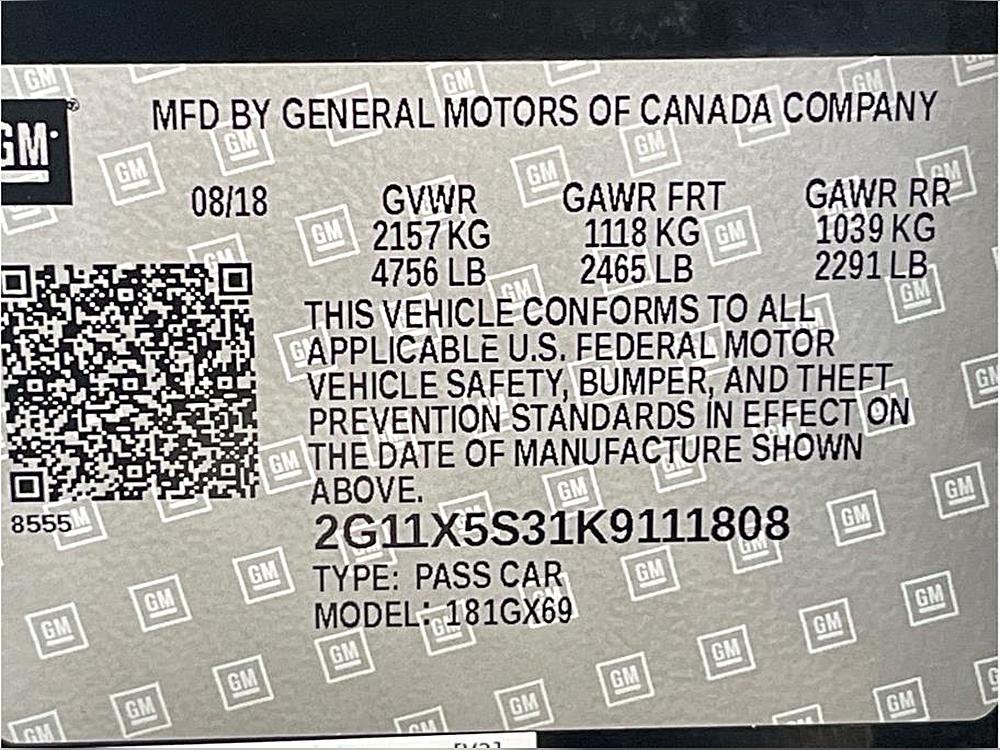 GM
MFD BY GENERAL MOTORS OF CANADA COMPANY
08/18 GVWR GAWR FRT GAWR RR
2157 KG 1118 KG 1039 KG
4756 LB 2465 LB 2291 LB
THIS VEHICLE CONFORMS TO ALL
APPLICABLE U.S. FEDERAL MOTOR
VEHICLE SAFETY, BUMPER, AND THEFT
PREVENTION STANDARDS IN EFFECT ON
THE DATE OF MANUFACTURE SHOWN
ABOVE.
8555
2G11X5S31K9111808
TYPE: PASS CAR
MODEL: 181GX69